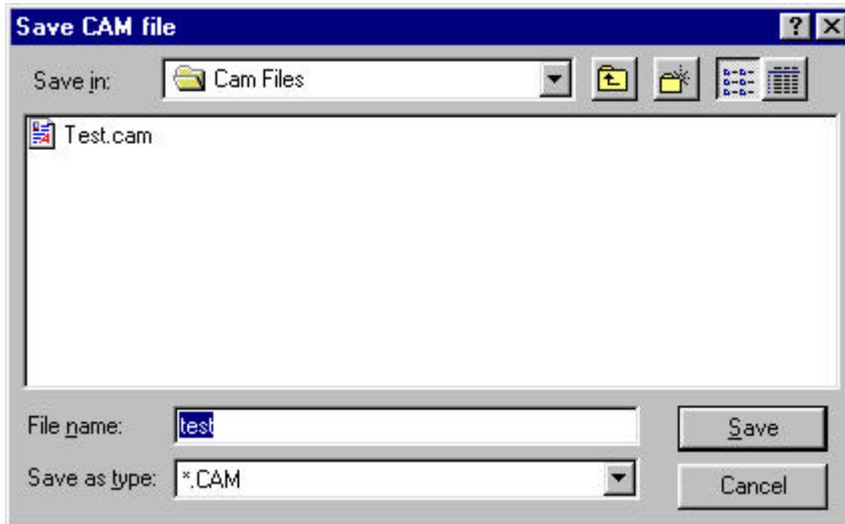 Save CAM file
Save in: Cam Files
Test.cam
File name: test Save
Save as type: *.CAM Cancel